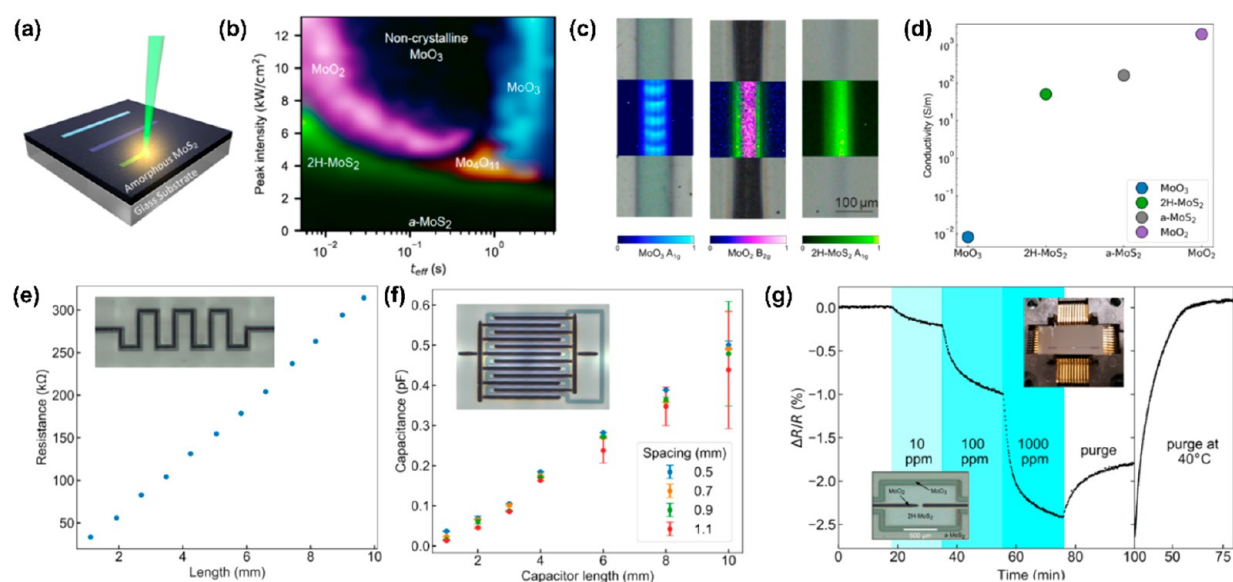 (a)
Amorphous MoS₂
Glass Substrate
(b)
Peak intensity (kW/cm²)
12
10
8
6
4
2
0
10⁻²
10⁻¹
10⁰
t_eff (s)
Non-crystalline
MoO₃
MoO₂
MoO₃
2H-MoS₂
Mo₄O₁₁
a-MoS₂
(c)
100 μm
0 1
0 1
0 1
MoO₃ A₁g
MoO₂ B₂g
2H-MoS₂ A₁g
(d)
Conductivity (S/m)
10³
10²
10¹
10⁰
10⁻¹
10⁻²
MoO₃
2H-MoS₂
a-MoS₂
MoO₂
MoO₃
2H-MoS₂
a-MoS₂
MoO₂
(e)
Resistance (kΩ)
300
250
200
150
100
50
2 4 6 8 10
Length (mm)
(f)
Capacitance (pF)
0.6
0.5
0.4
0.3
0.2
0.1
0.0
Spacing (mm)
0.5
0.7
0.9
1.1
2 4 6 8 10
Capacitor length (mm)
(g)
ΔR/R (%)
0.0
−0.5
−1.0
−1.5
−2.0
−2.5
10
ppm
100
ppm
1000
ppm
purge
purge at
40°C
MoO₂
MoO₃
2H-MoS₂
500 μm
a-MoS₂
0 20 40 60 80 100 50 75
Time (min)